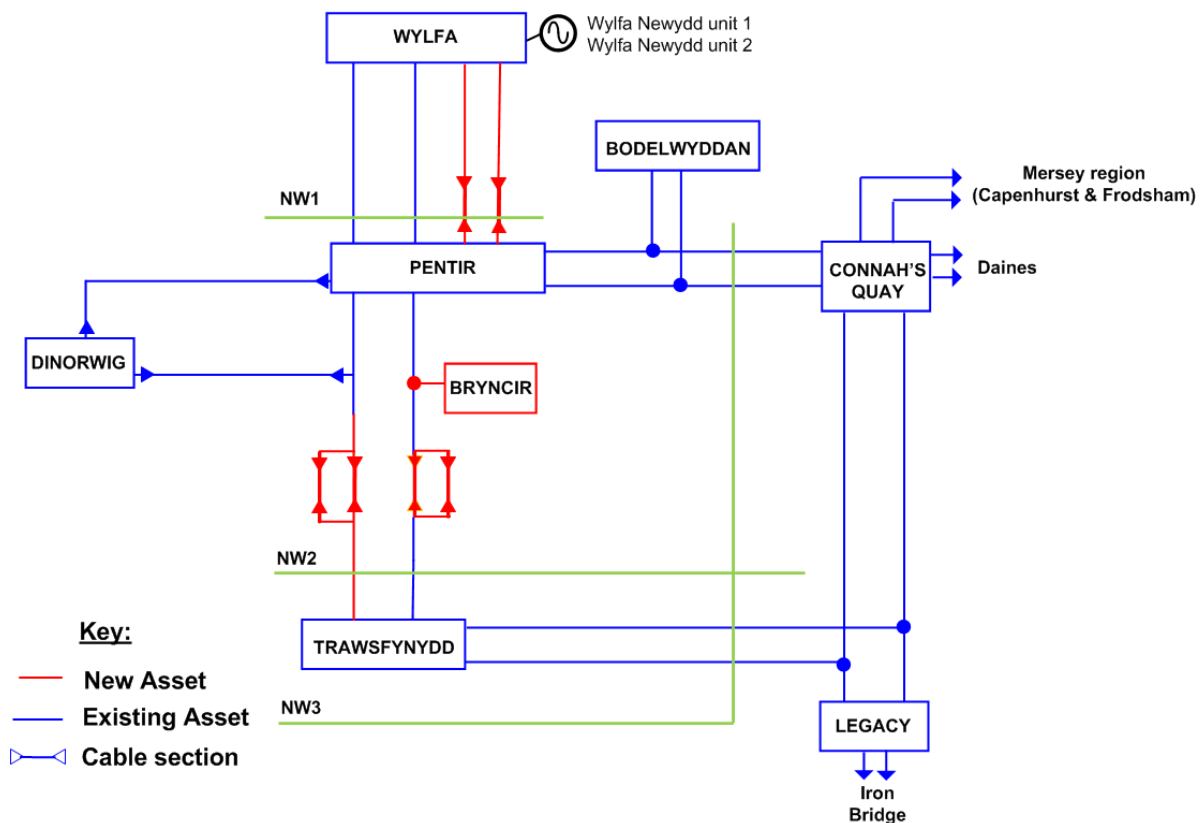 WYLFA
Wylfa Newydd unit 1
Wylfa Newydd unit 2
BODELWYDDAN
Mersey region
(Capenhurst & Frodsham)
NW1
PENTIR
CONNAH'S
QUAY
Daines
DINORWIG
BRYNCIR
NW2
TRAWSFYNYDD
Key:
New Asset
Existing Asset
Cable section
NW3
LEGACY
Iron
Bridge